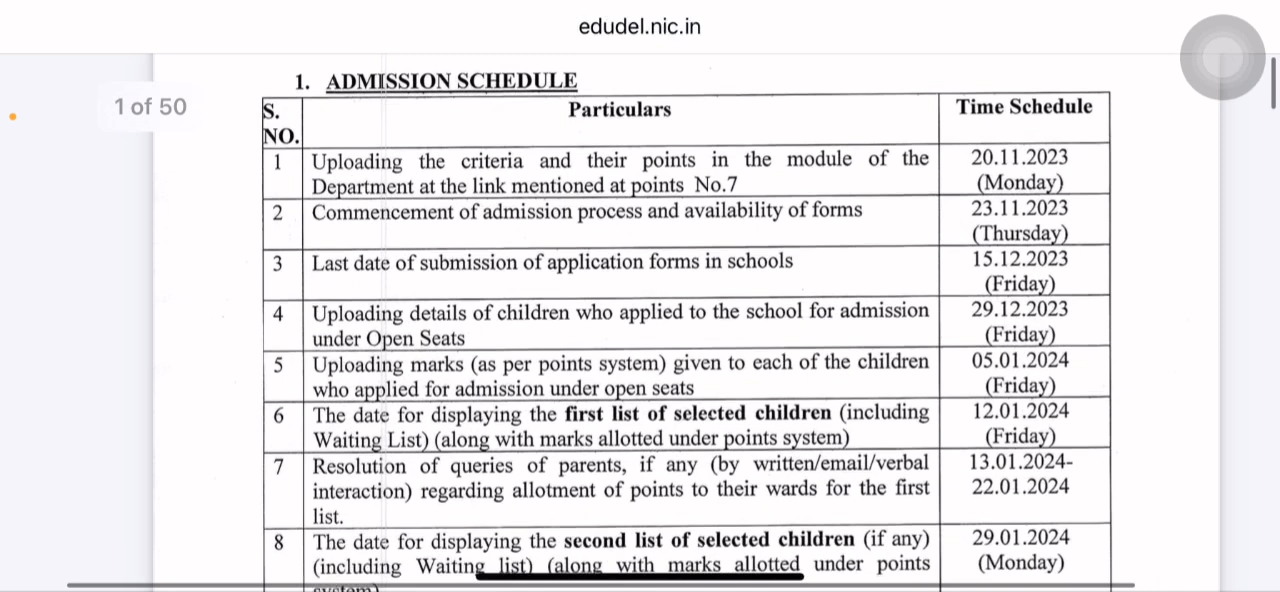 edudel.nic.in
1 of 50
1. ADMISSION SCHEDULE
S. NO.
Particulars
Time Schedule
1
Uploading the criteria and their points in the module of the
Department at the link mentioned at points No.7
20.11.2023
(Monday)
2
Commencement of admission process and availability of forms
23.11.2023
(Thursday)
3
Last date of submission of application forms in schools
15.12.2023
(Friday)
4
Uploading details of children who applied to the school for admission
under Open Seats
29.12.2023
(Friday)
5
Uploading marks (as per points system) given to each of the children
who applied for admission under open seats
05.01.2024
(Friday)
6
The date for displaying the first list of selected children (including
Waiting List) (along with marks allotted under points system)
12.01.2024
(Friday)
7
Resolution of queries of parents, if any (by written/email/verbal
interaction) regarding allotment of points to their wards for the first
list.
13.01.2024-
22.01.2024
8
The date for displaying the second list of selected children (if any)
(including Waiting list) (along with marks allotted under points
system)
29.01.2024
(Monday)